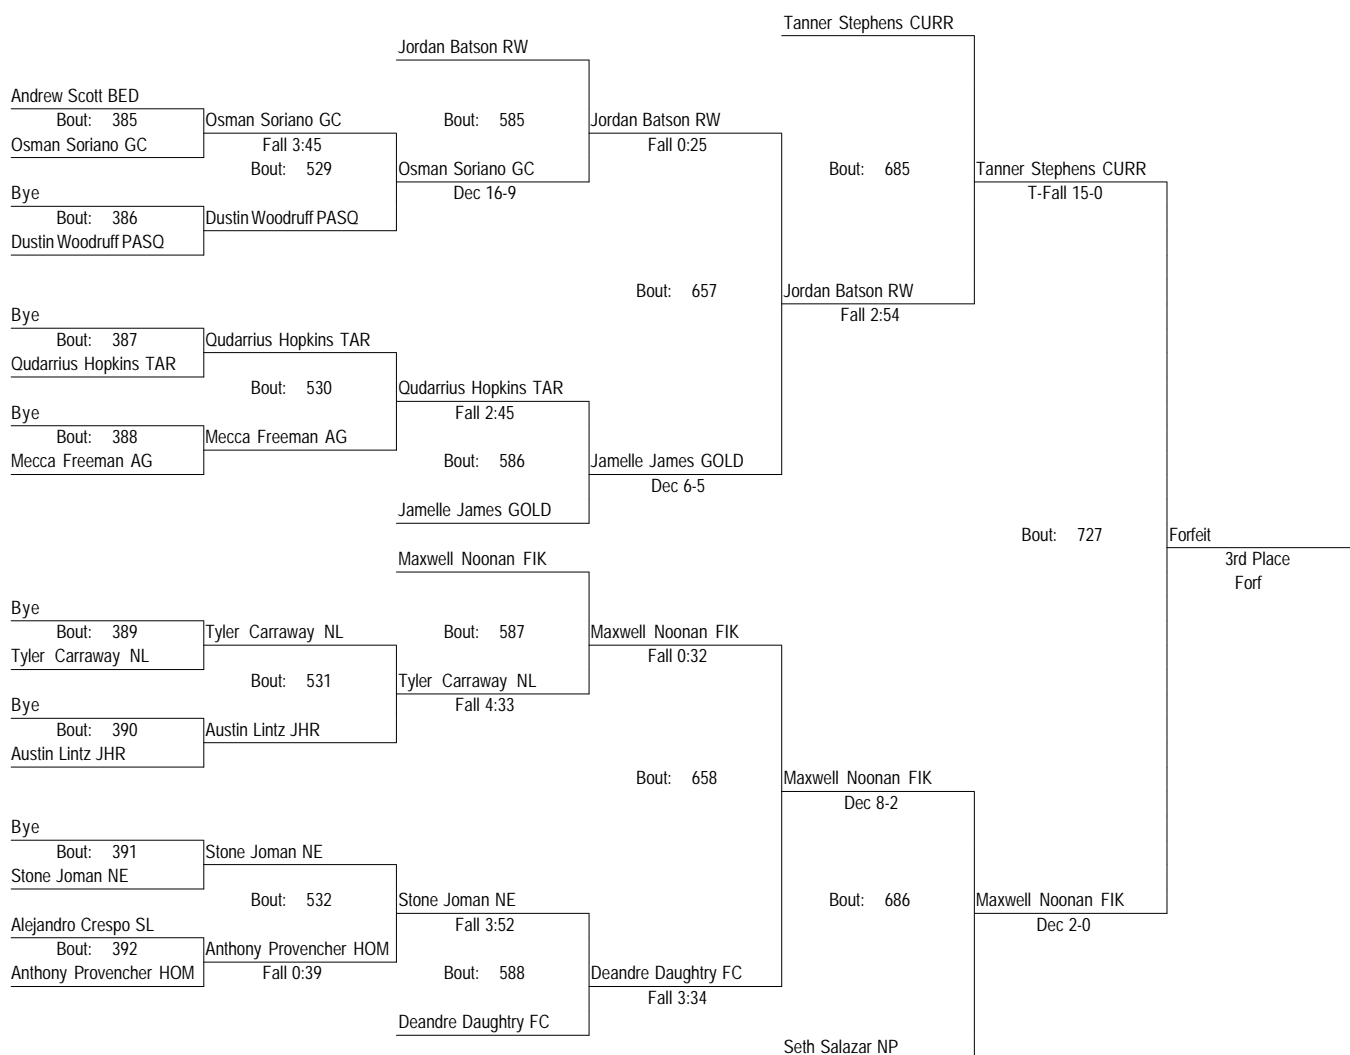 Tanner Stephens CURR
Jordan Batson RW
Andrew Scott BED
Bout: 385
Osman Soriano GC
Bout: 585
Jordan Batson RW
Osman Soriano GC
Fall 3:45
Fall 0:25
Bout: 529
Osman Soriano GC
Bout: 685
Tanner Stephens CURR
Bye
Dec 16-9
T-Fall 15-0
Bout: 386
Dustin Woodruff PASQ
Dustin Woodruff PASQ
Bout: 657
Jordan Batson RW
Bye
Fall 2:54
Bout: 387
Qudarrius Hopkins TAR
Qudarrius Hopkins TAR
Bout: 530
Qudarrius Hopkins TAR
Bye
Fall 2:45
Bout: 388
Mecca Freeman AG
Mecca Freeman AG
Bout: 586
Jamelle James GOLD
Dec 6-5
Jamelle James GOLD
Bout: 727
Forfeit
Maxwell Noonan FIK
3rd Place
Forf
Bye
Bout: 389
Tyler Carraway NL
Bout: 587
Maxwell Noonan FIK
Tyler Carraway NL
Fall 0:32
Bout: 531
Tyler Carraway NL
Bye
Fall 4:33
Bout: 390
Austin Lintz JHR
Austin Lintz JHR
Bout: 658
Maxwell Noonan FIK
Dec 8-2
Bye
Bout: 391
Stone Joman NE
Stone Joman NE
Bout: 532
Stone Joman NE
Bout: 686
Maxwell Noonan FIK
Alejandro Crespo SL
Fall 3:52
Dec 2-0
Bout: 392
Anthony Provencher HOM
Anthony Provencher HOM
Fall 0:39
Bout: 588
Deandre Daughtry FC
Fall 3:34
Deandre Daughtry FC
Seth Salazar NP